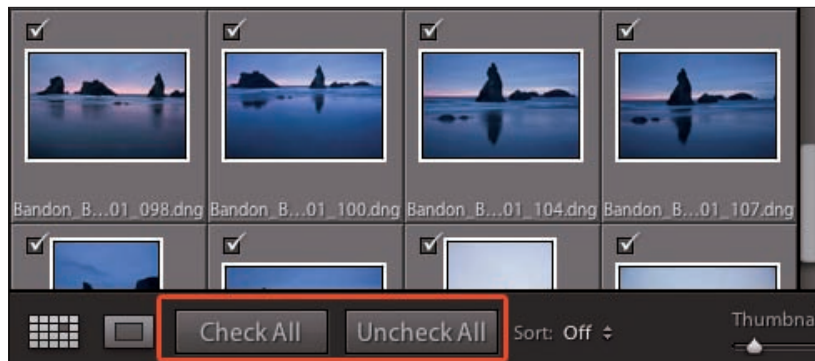 Bandon_B...01_098.dng Bandon_B...01_100.dng Bandon_B...01_104.dng Bandon_B...01_107.dng
Check All Uncheck All Sort: Off Thumbna